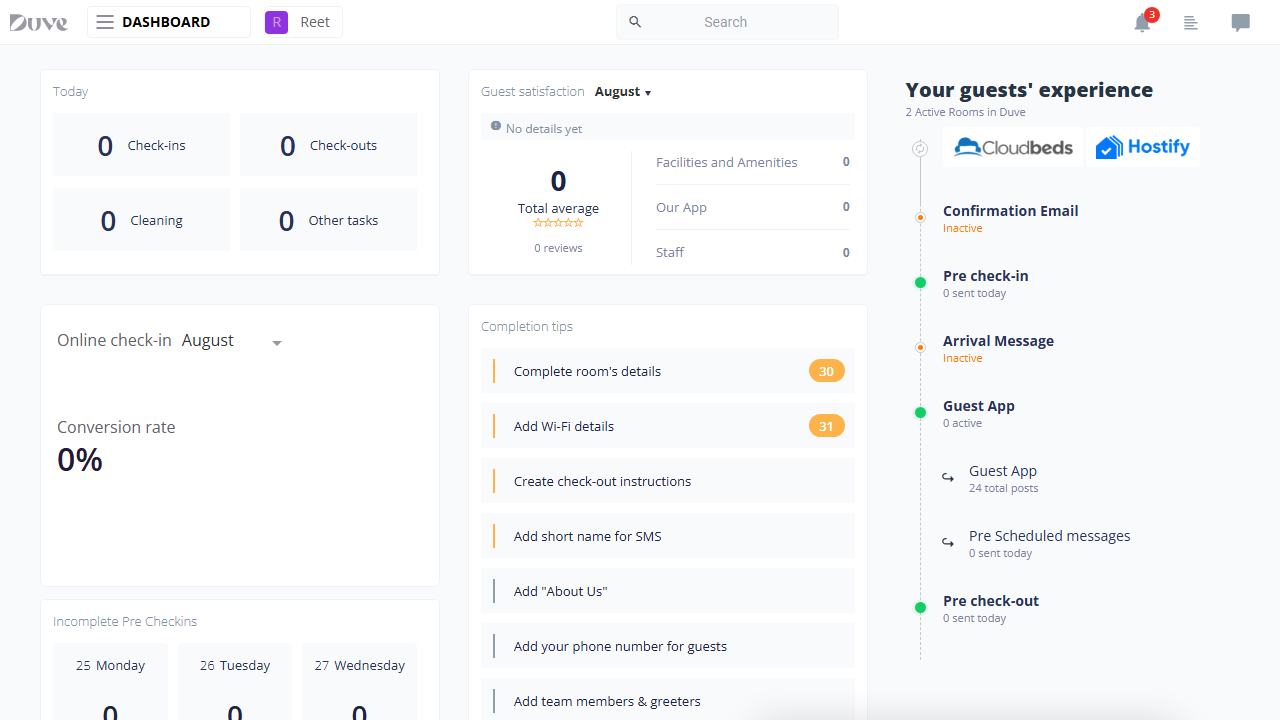 Duve
DASHBOARD
R Reet
Search
3
Today
0 Check-ins
0 Check-outs
0 Cleaning
0 Other tasks
Guest satisfaction August
No details yet
0
Total average
0 reviews
Facilities and Amenities 0
Our App 0
Staff 0
Online check-in August
Conversion rate
0%
Incomplete Pre Checkins
25 Monday
0
26 Tuesday
0
27 Wednesday
0
Completion tips
Complete room's details 30
Add Wi-Fi details 31
Create check-out instructions
Add short name for SMS
Add "About Us"
Add your phone number for guests
Add team members & greeters
Your guests' experience
2 Active Rooms in Duve
Cloudbeds
Hostify
Confirmation Email
Inactive
Pre check-in
0 sent today
Arrival Message
Inactive
Guest App
0 active
Guest App
24 total posts
Pre Scheduled messages
0 sent today
Pre check-out
0 sent today